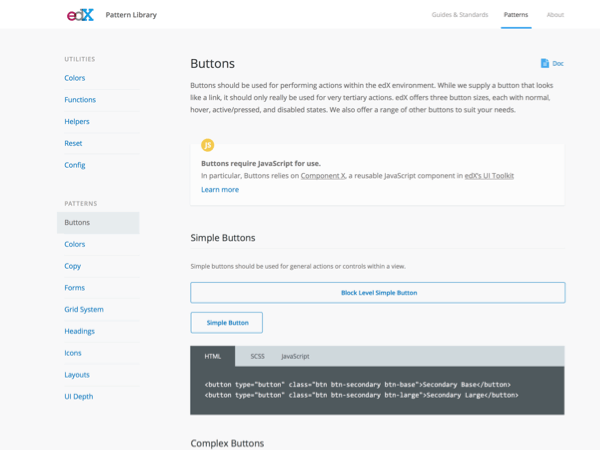 edX Pattern Library
Guides & Standards Patterns About
UTILITIES
Colors
Functions
Helpers
Reset
Config
PATTERNS
Buttons
Colors
Copy
Forms
Grid System
Headings
Icons
Layouts
UI Depth
Buttons
Doc
Buttons should be used for performing actions within the edX environment. While we supply a button that looks
like a link, it should only really be used for very tertiary actions. edX offers three button sizes, each with normal,
hover, active/pressed, and disabled states. We also offer a range of other buttons to suit your needs.
JS
Buttons require JavaScript for use.
In particular, Buttons relies on Component X, a reusable JavaScript component in edX's UI Toolkit
Learn more
Simple Buttons
Simple buttons should be used for general actions or controls within a view.
Block Level Simple Button
Simple Button
HTML SCSS JavaScript
<button type="button" class="btn btn-secondary btn-base">Secondary Base</button>
<button type="button" class="btn btn-secondary btn-large">Secondary Large</button>
Complex Buttons